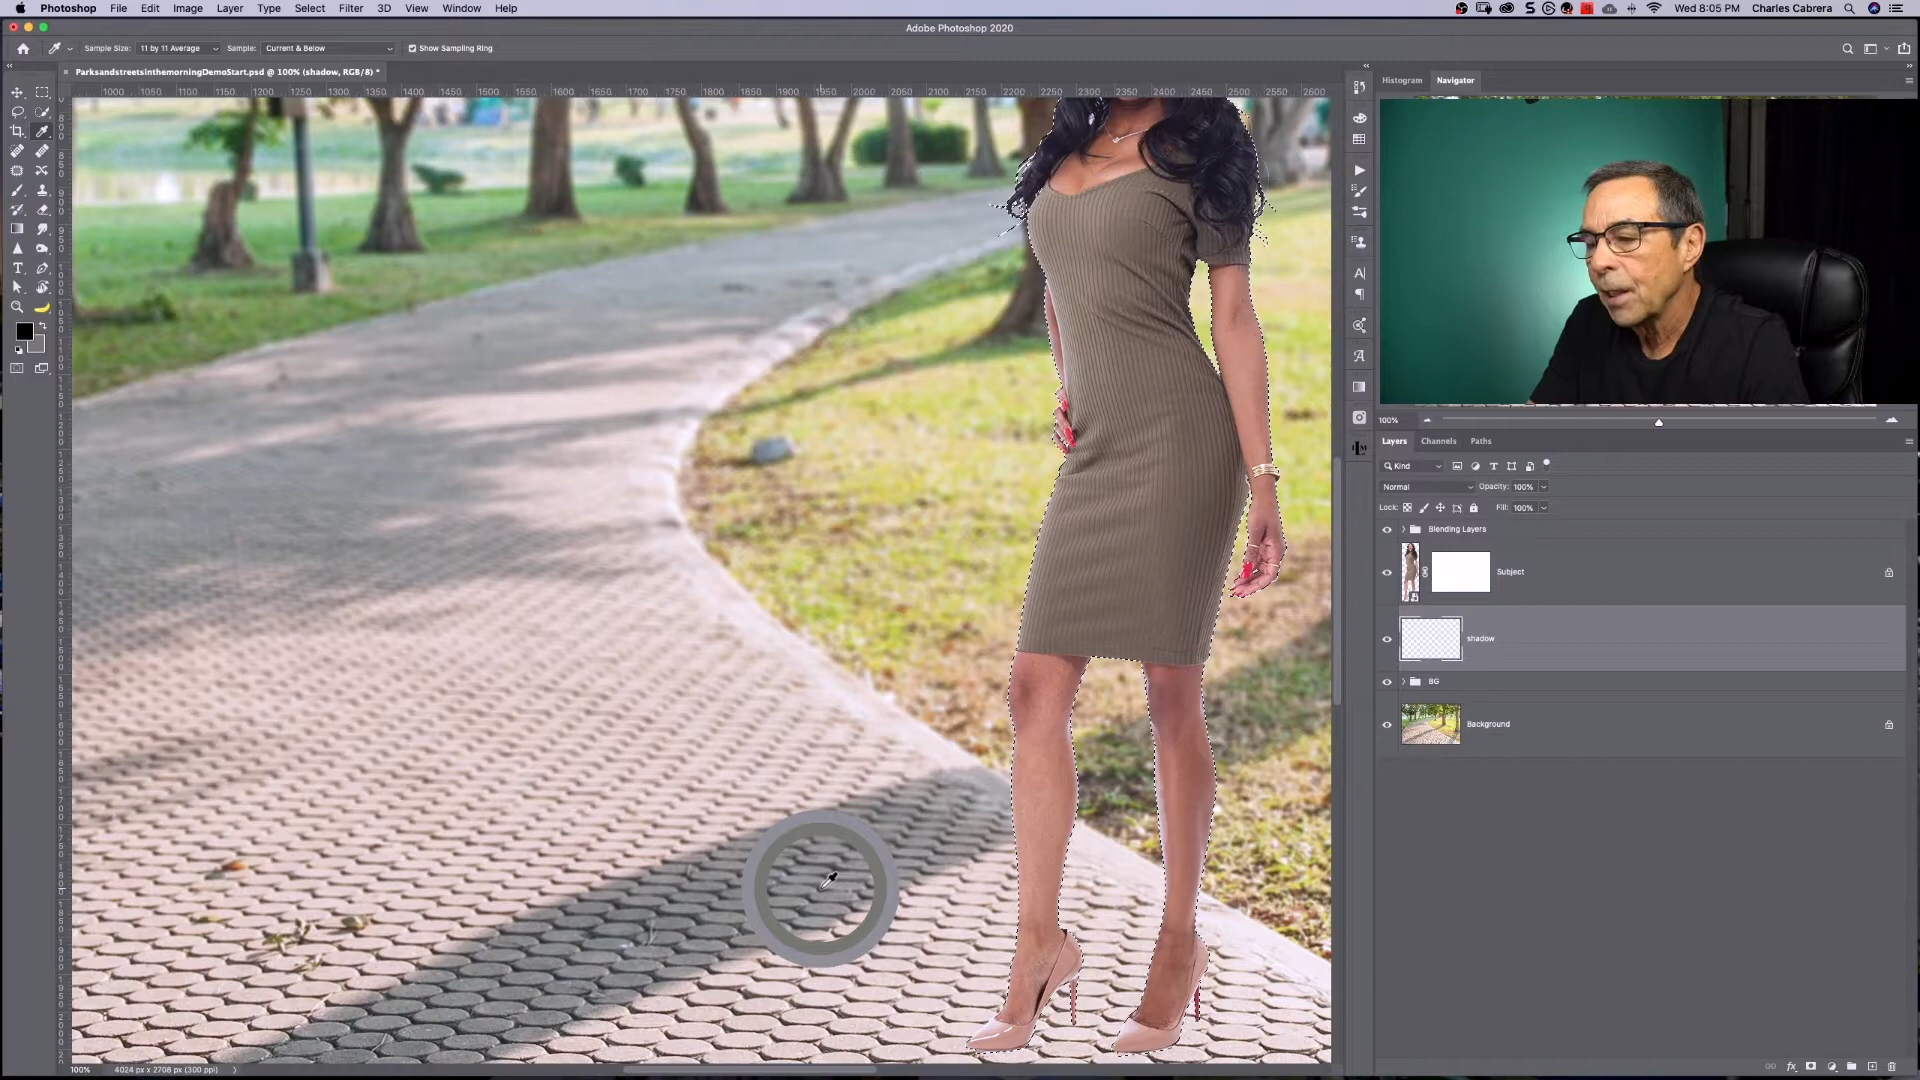 Photoshop File Edit Image Layer Type Select Filter 3D View Window Help Wed 8:05 PM Charles Cabrera
Adobe Photoshop 2020
Sample Size: 11 by 11 Average Sample: Current & Below Show Sampling Ring
ParksandstreetsinthemorningDemoStart.psd @ 100% (shadow, RGB/8) *
1000 1050 1100 1150 1200 1250 1300 1350 1400 1450 1500 1550 1600 1650 1700 1750 1800 1850 1900 1950 2000 2050 2100 2150 2200 2250 2300 2350 2400 2450 2500 2550 2600
Histogram Navigator
100%
Layers Channels Paths
Kind
Normal Opacity: 100%
Lock: Fill: 100%
Blending Layers
Subject
shadow
BG
Background
100% 4024 px x 2708 px (300 ppi)